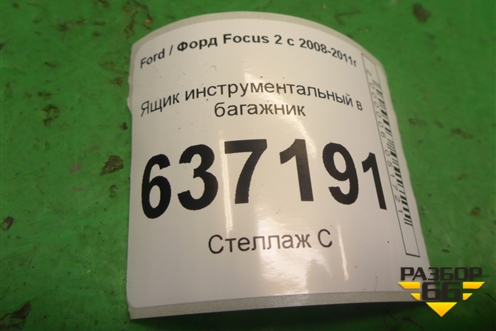 Ford / Форд Focus 2 с 2008-2011г
Ящик инструментальный в
багажник
637191
Стеллаж С
РАЗБОР
66